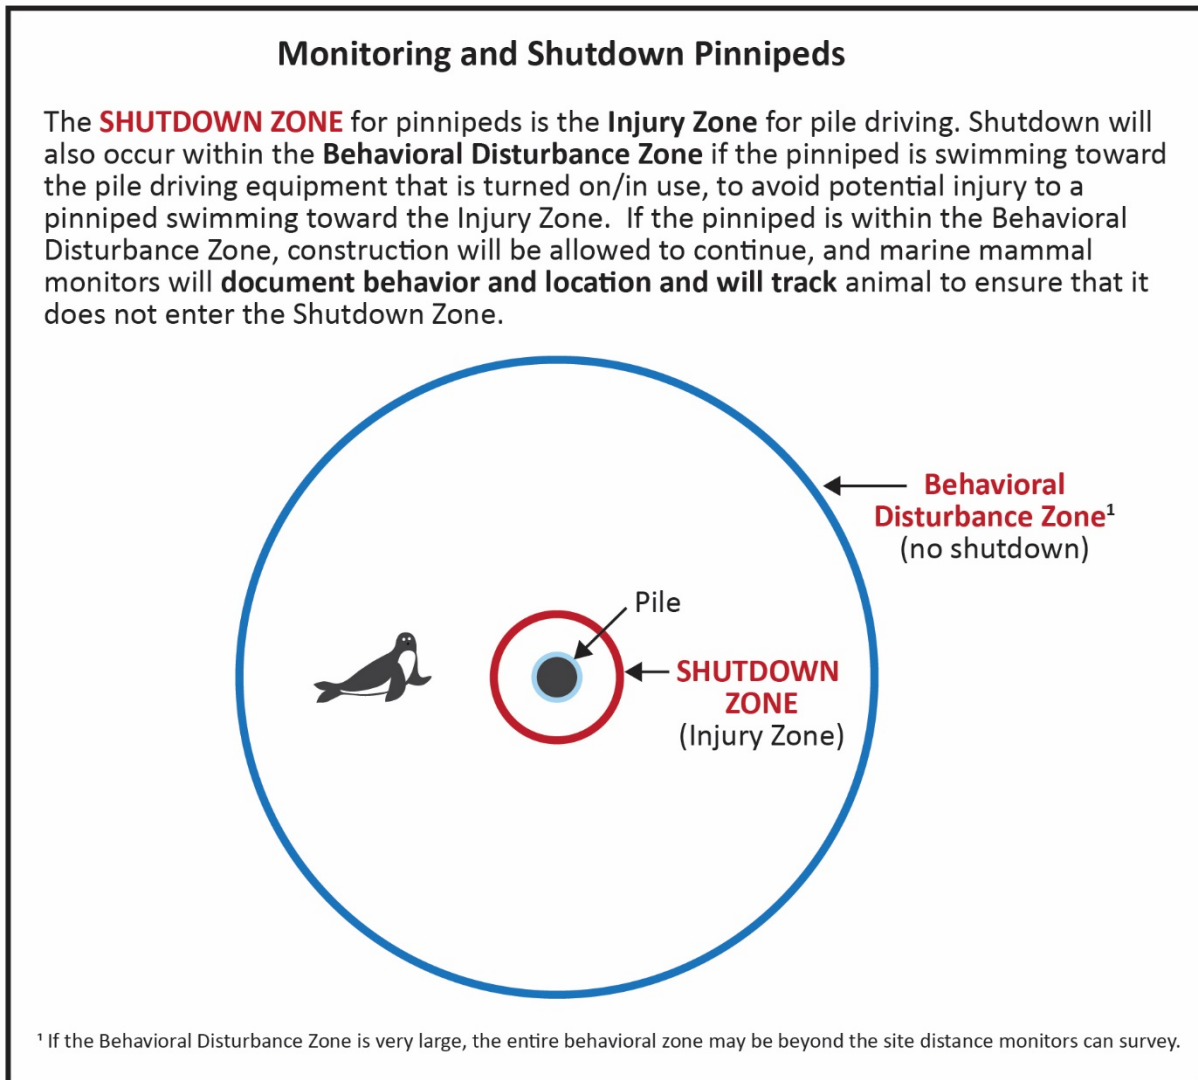 Monitoring and Shutdown Pinnipeds
The SHUTDOWN ZONE for pinnipeds is the Injury Zone for pile driving. Shutdown will
also occur within the Behavioral Disturbance Zone if the pinniped is swimming toward
the pile driving equipment that is turned on/in use, to avoid potential injury to a
pinniped swimming toward the Injury Zone.  If the pinniped is within the Behavioral
Disturbance Zone, construction will be allowed to continue, and marine mammal
monitors will document behavior and location and will track animal to ensure that it
does not enter the Shutdown Zone.
Behavioral
Disturbance Zone¹
(no shutdown)
Pile
SHUTDOWN
ZONE
(Injury Zone)
¹ If the Behavioral Disturbance Zone is very large, the entire behavioral zone may be beyond the site distance monitors can survey.